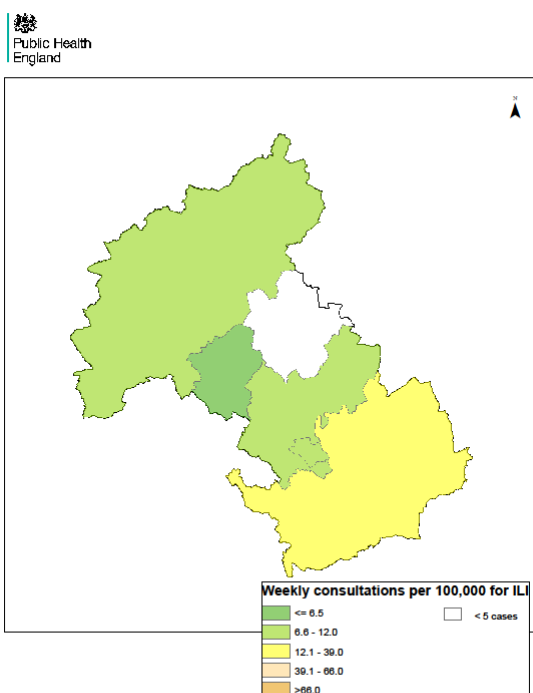 Public Health
England
N
Weekly consultations per 100,000 for ILI
<= 6.5
< 5 cases
6.6 - 12.0
12.1 - 39.0
39.1 - 66.0
>66.0